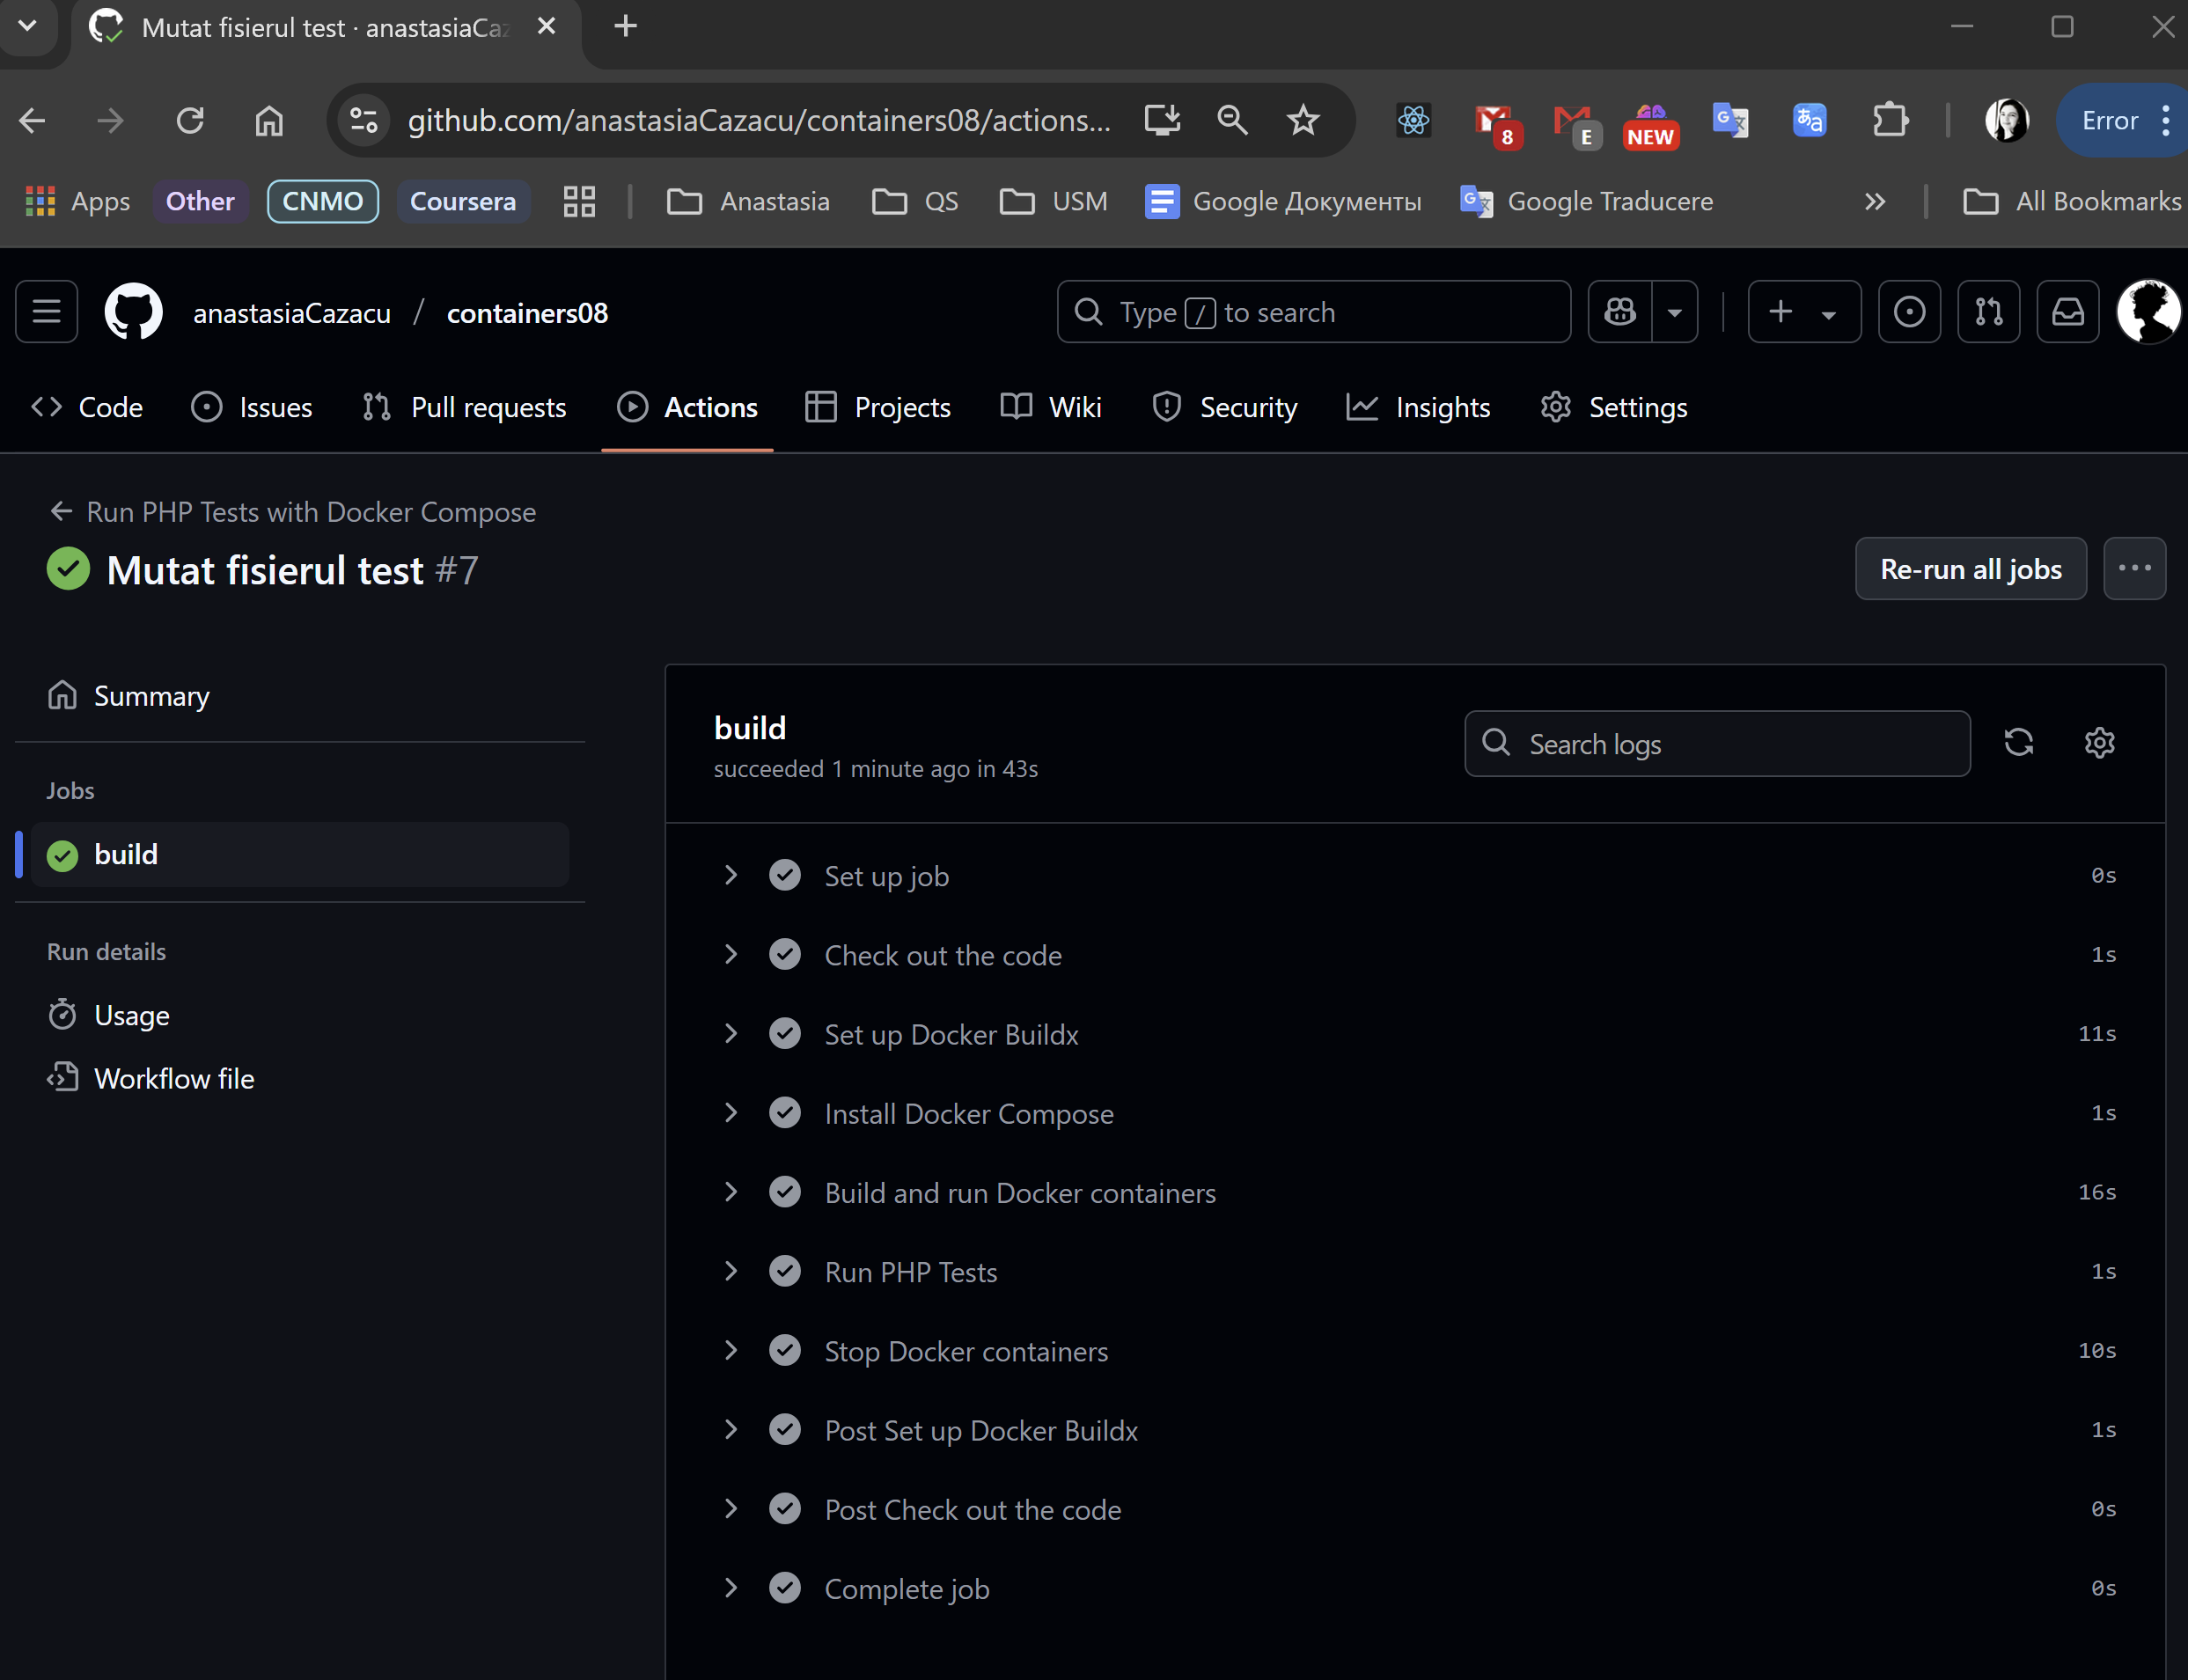 Mutat fisierul test · anastasiaCaz
github.com/anastasiaCazacu/containers08/actions...
8
E
NEW
Error
Apps
Other
CNMO
Coursera
Anastasia
QS
USM
Google Документы
Google Traducere
All Bookmarks
anastasiaCazacu / containers08
Type / to search
Code
Issues
Pull requests
Actions
Projects
Wiki
Security
Insights
Settings
Run PHP Tests with Docker Compose
Mutat fisierul test #7
Re-run all jobs
Summary
Jobs
build
Run details
Usage
Workflow file
build
succeeded 1 minute ago in 43s
Search logs
Set up job 0s
Check out the code 1s
Set up Docker Buildx 11s
Install Docker Compose 1s
Build and run Docker containers 16s
Run PHP Tests 1s
Stop Docker containers 10s
Post Set up Docker Buildx 1s
Post Check out the code 0s
Complete job 0s